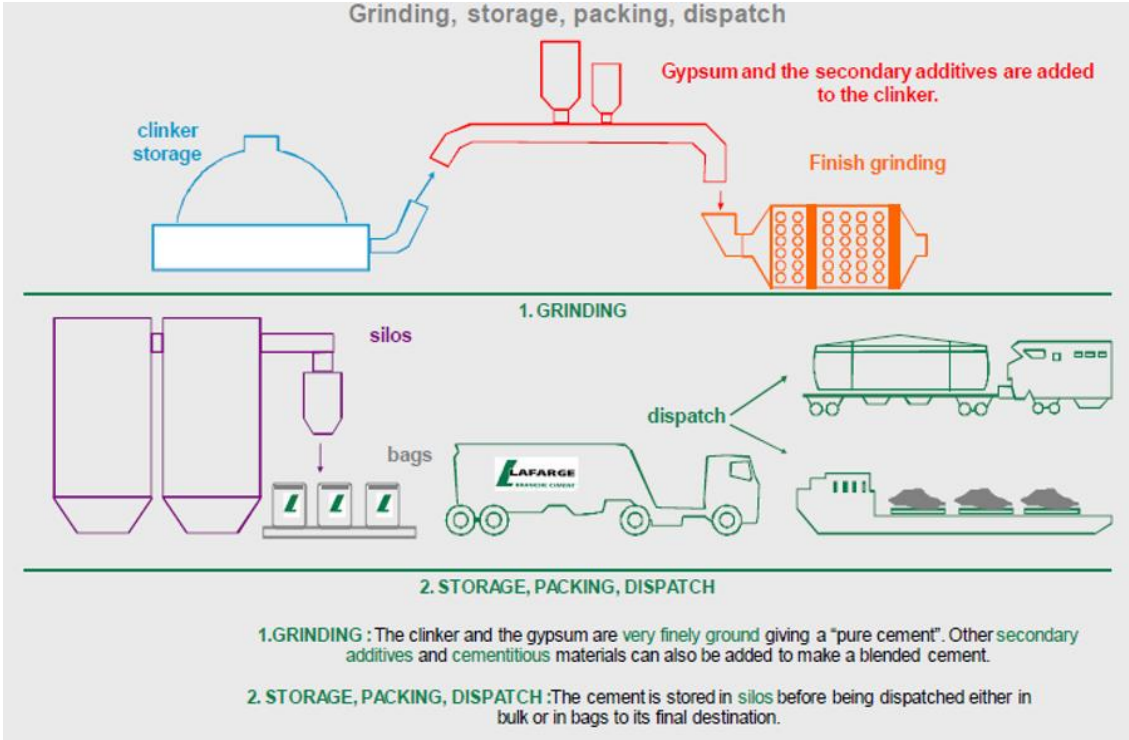 Grinding, storage, packing, dispatch
Gypsum and the secondary additives are added
to the clinker.
clinker
storage
Finish grinding
1. GRINDING
silos
dispatch
bags
LAFARGE
BRANCHE CIMENT
L L L
2. STORAGE, PACKING, DISPATCH
1.GRINDING : The clinker and the gypsum are very finely ground giving a “pure cement”. Other secondary
additives and cementitious materials can also be added to make a blended cement.
2. STORAGE, PACKING, DISPATCH :The cement is stored in silos before being dispatched either in
bulk or in bags to its final destination.